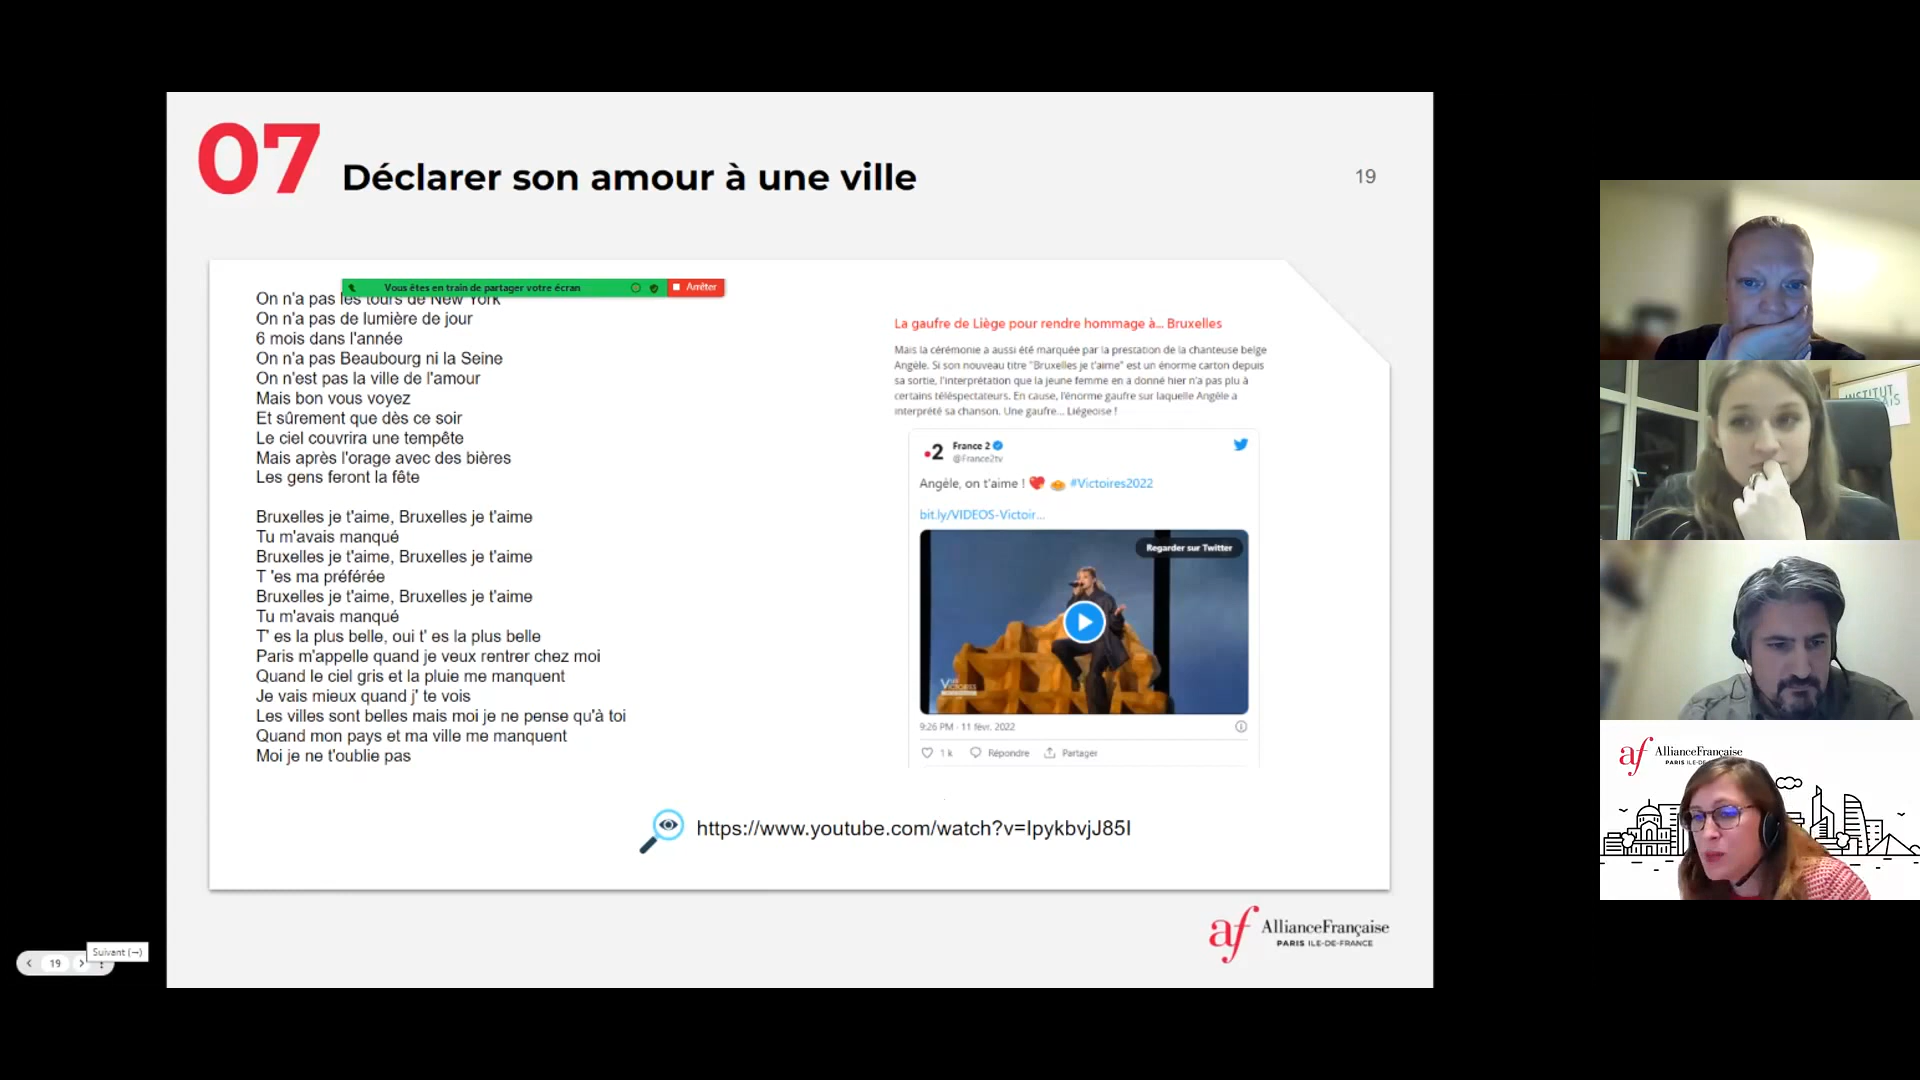 07 Déclarer son amour à une ville
19
Vous êtes en train de partager votre écran
Arrêter
On n'a pas les tours de New York
On n'a pas de lumière de jour
6 mois dans l'année
On n'a pas Beaubourg ni la Seine
On n'est pas la ville de l'amour
Mais bon vous voyez
Et sûrement que dès ce soir
Le ciel couvrira une tempête
Mais après l'orage avec des bières
Les gens feront la fête
Bruxelles je t'aime, Bruxelles je t'aime
Tu m'avais manqué
Bruxelles je t'aime, Bruxelles je t'aime
T 'es ma préférée
Bruxelles je t'aime, Bruxelles je t'aime
Tu m'avais manqué
T' es la plus belle, oui t' es la plus belle
Paris m'appelle quand je veux rentrer chez moi
Quand le ciel gris et la pluie me manquent
Je vais mieux quand j' te vois
Les villes sont belles mais moi je ne pense qu'à toi
Quand mon pays et ma ville me manquent
Moi je ne t'oublie pas
La gaufre de Liège pour rendre hommage à... Bruxelles
Mais la cérémonie a aussi été marquée par la prestation de la chanteuse belge
Angèle. Si son nouveau titre "Bruxelles je t'aime" est un énorme carton depuis
sa sortie, l'interprétation que la jeune femme en a donné hier n'a pas plu à
certains téléspectateurs. En cause, l'énorme gaufre sur laquelle Angèle a
interprété sa chanson. Une gaufre... Liégeoise !
2
France 2
@France2tv
Angèle, on t'aime ! #Victoires2022
bit.ly/VIDEOS-Victoir...
Regarder sur Twitter
VICTOIRES
9:26 PM · 11 févr. 2022
1 k Répondre Partager
https://www.youtube.com/watch?v=IpykbvjJ85I
af AllianceFrançaise
PARIS ILE-DE-FRANCE
Suivant (→)
19
INSTITUT
af AllianceFrançaise